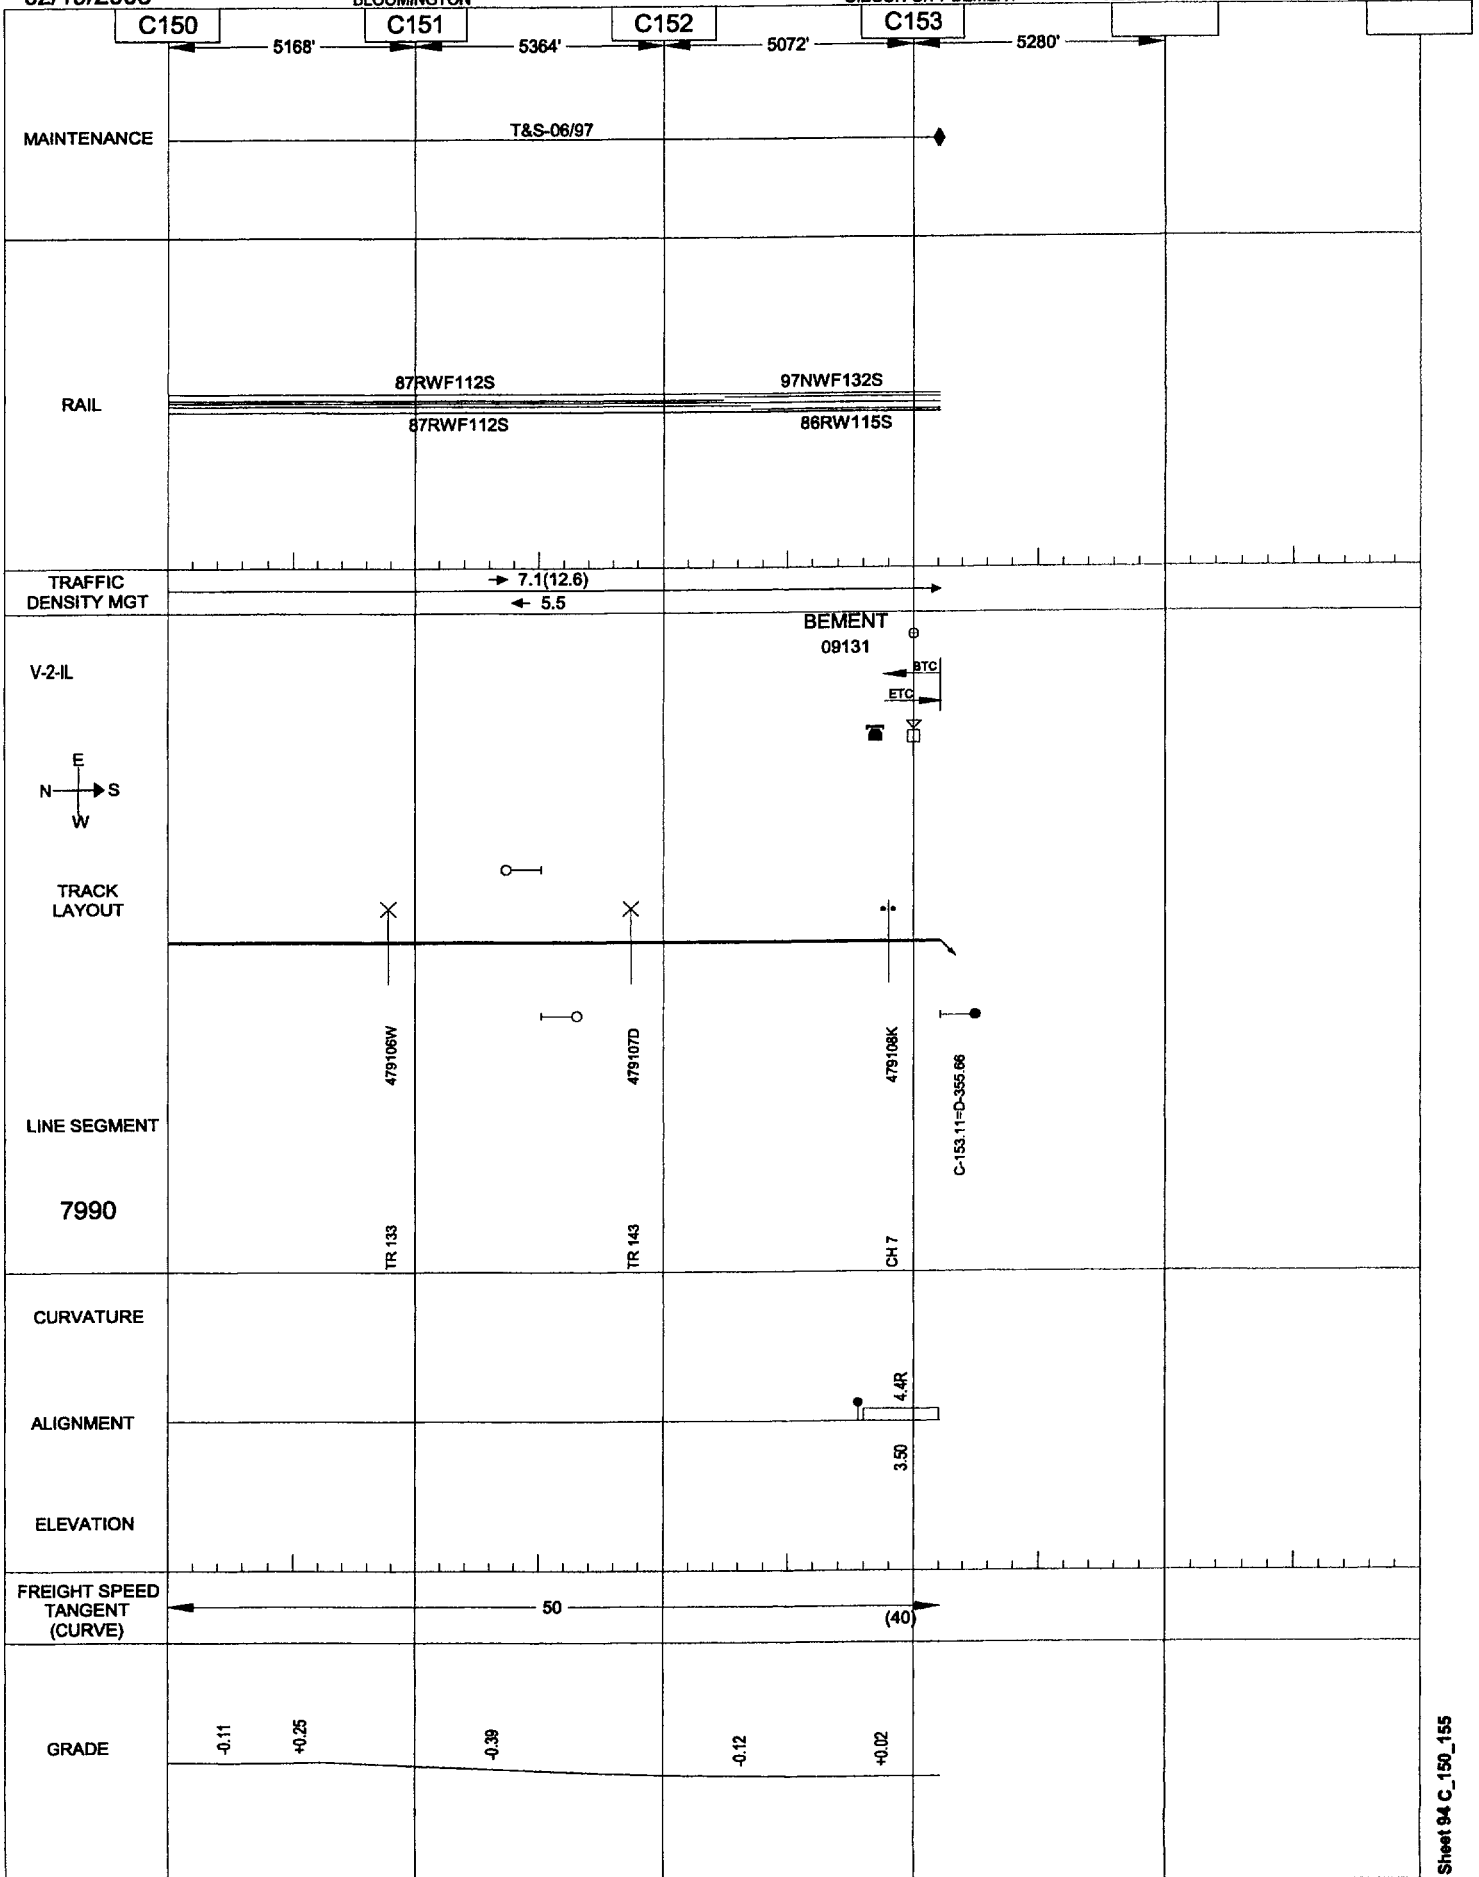 BLOOMINGTON
C150
C151
C152
C153
5168'
5364'
5072'
5280'
MAINTENANCE
T&S-06/97
RAIL
87RWF112S
97NWF132S
87RWF112S
86RW115S
TRAFFIC
DENSITY MGT
7.1(12.6)
5.5
BEMENT
09131
V-2-IL
BTC
ETC
E
N S
W
TRACK
LAYOUT
479106W
479107D
479108K
C-153.11=D-355.66
LINE SEGMENT
7990
TR 133
TR 143
CH 7
CURVATURE
4.4R
ALIGNMENT
3.50
ELEVATION
FREIGHT SPEED
TANGENT
(CURVE)
50
(40)
GRADE
-0.11
+0.25
-0.39
-0.12
+0.02
Sheet 94 C_150_155